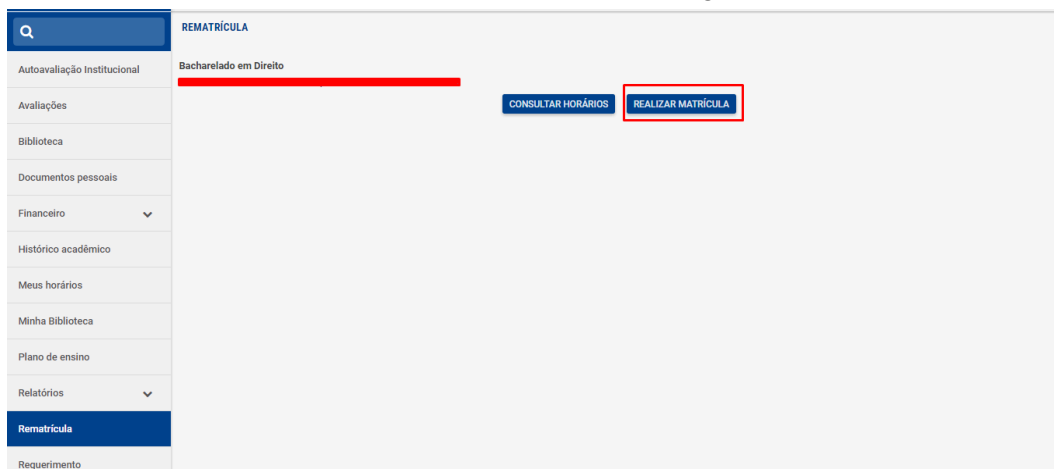 REMATRÍCULA
Autoavaliação Institucional
Avaliações
Biblioteca
Documentos pessoais
Financeiro
Histórico acadêmico
Meus horários
Minha Biblioteca
Plano de ensino
Relatórios
Rematrícula
Requerimento
Bacharelado em Direito
CONSULTAR HORÁRIOS
REALIZAR MATRÍCULA